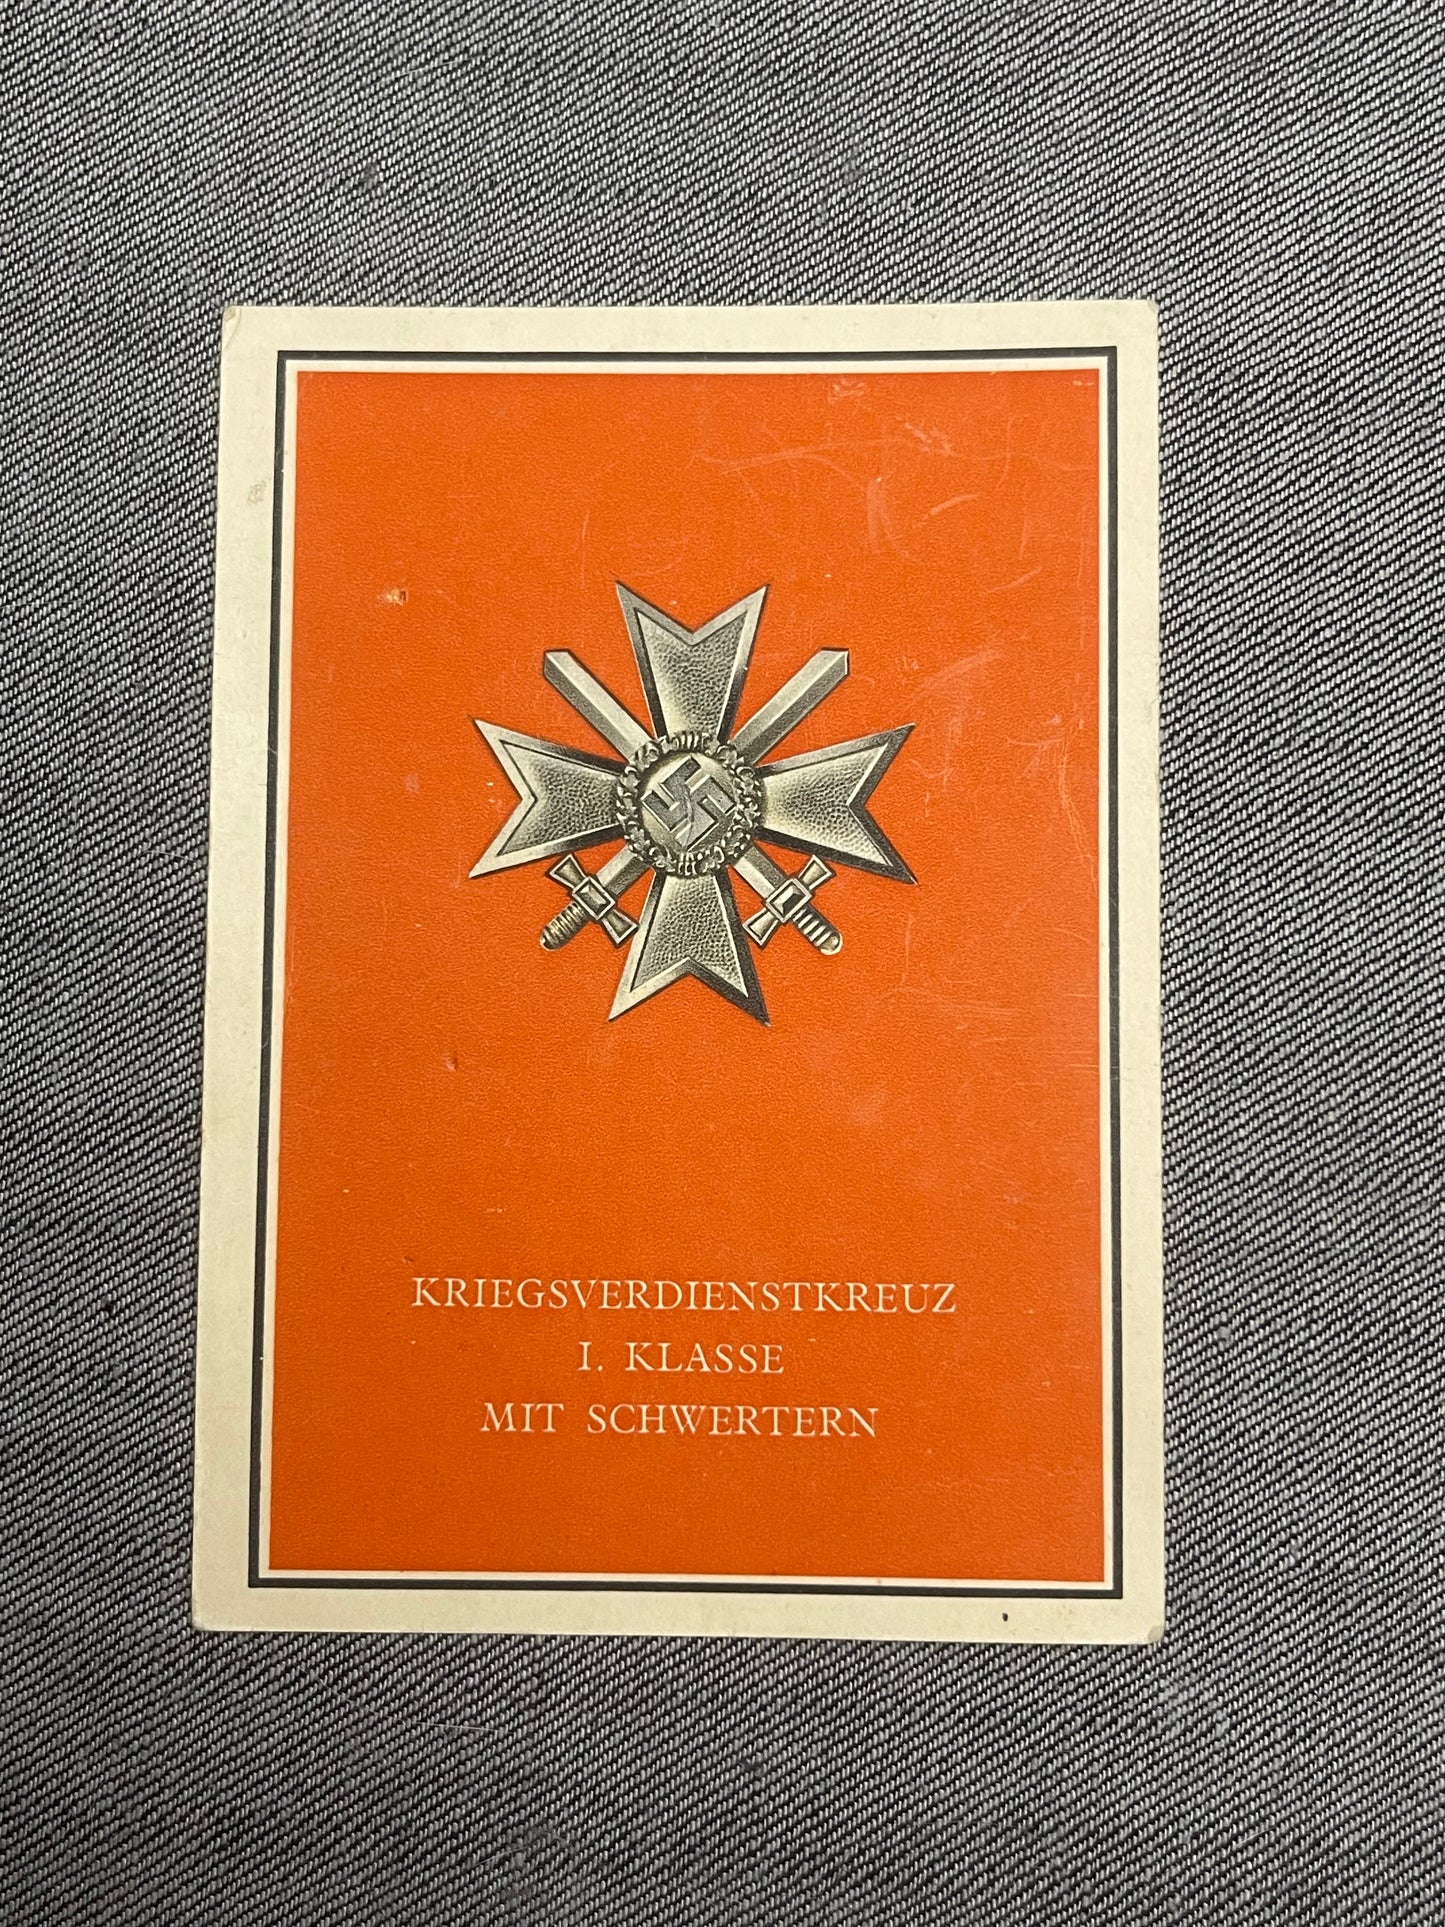 KRIEGSVERDIENSTKREUZ
I. KLASSE
MIT SCHWERTERN